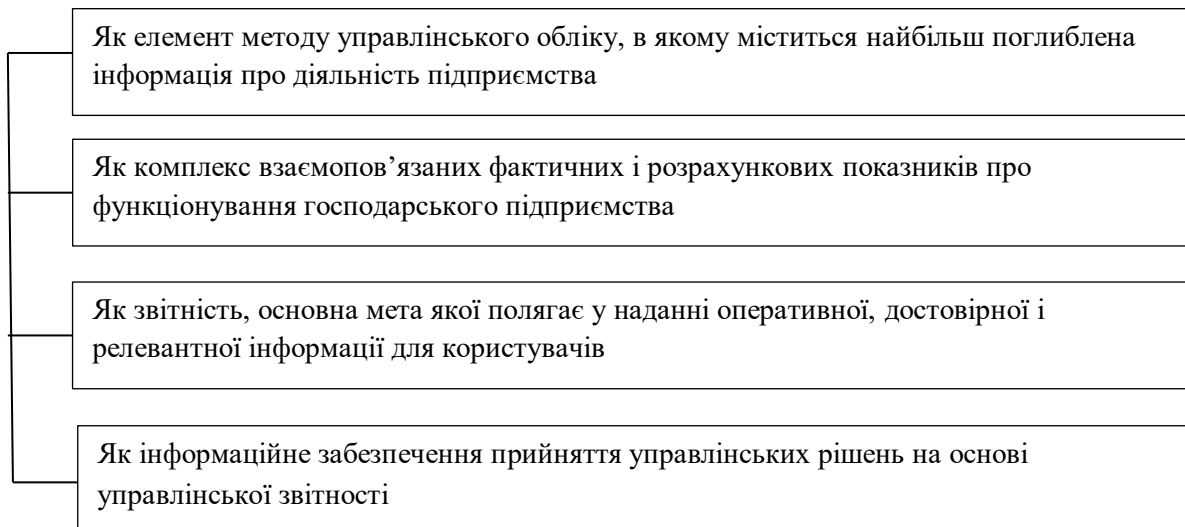 Як елемент методу управлінського обліку, в якому міститься найбільш поглиблена
інформація про діяльність підприємства
Як комплекс взаємопов’язаних фактичних і розрахункових показників про
функціонування господарського підприємства
Як звітність, основна мета якої полягає у наданні оперативної, достовірної і
релевантної інформації для користувачів
Як інформаційне забезпечення прийняття управлінських рішень на основі
управлінської звітності